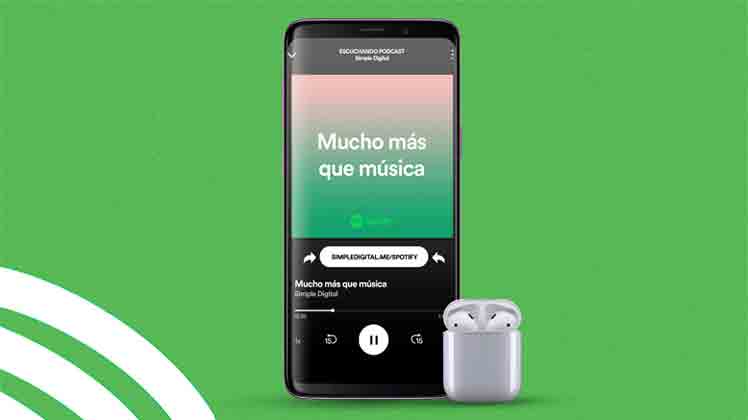 ESCUCHANDO PODCAST
Simple Digital
Mucho más
que música
SIMPLEDIGITAL.ME/SPOTIFY
Mucho más que música
Simple Digital
1x
15
15